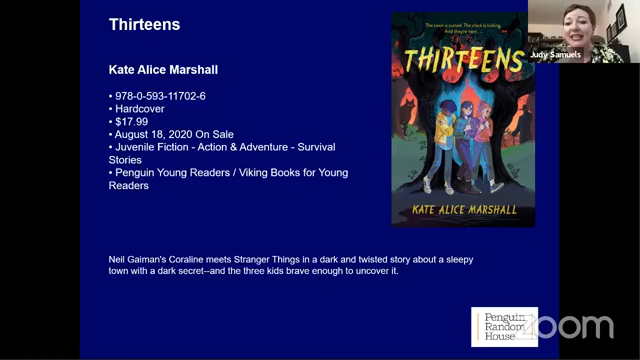 Thirteens
Kate Alice Marshall
• 978-0-593-11702-6
• Hardcover
• $17.99
• August 18, 2020 On Sale
• Juvenile Fiction - Action & Adventure - Survival
Stories
• Penguin Young Readers / Viking Books for Young
Readers
The town is cursed. The clock is ticking.
And they're next . . .
THIRTEENS
KATE ALICE MARSHALL
Judy Samuels
Neil Gaiman's Coraline meets Stranger Things in a dark and twisted story about a sleepy
town with a dark secret--and the three kids brave enough to uncover it.
Penguin
Random
House
zoom